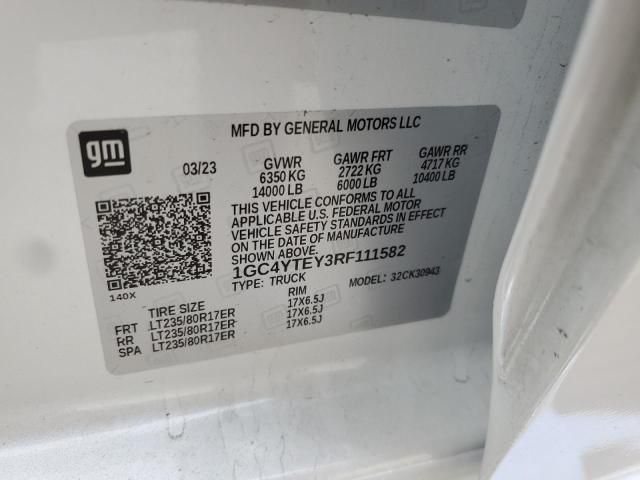 gm
MFD BY GENERAL MOTORS LLC
03/23 GVWR GAWR FRT GAWR RR
6350 KG 2722 KG 4717 KG
14000 LB 6000 LB 10400 LB
THIS VEHICLE CONFORMS TO ALL
APPLICABLE U.S. FEDERAL MOTOR
VEHICLE SAFETY STANDARDS IN EFFECT
ON THE DATE OF MANUFACTURE
SHOWN ABOVE.
1GC4YTEY3RF111582
TYPE: TRUCK MODEL: 32CK30943
140X
TIRE SIZE RIM
FRT LT235/80R17ER 17X6.5J
RR LT235/80R17ER 17X6.5J
SPA LT235/80R17ER 17X6.5J